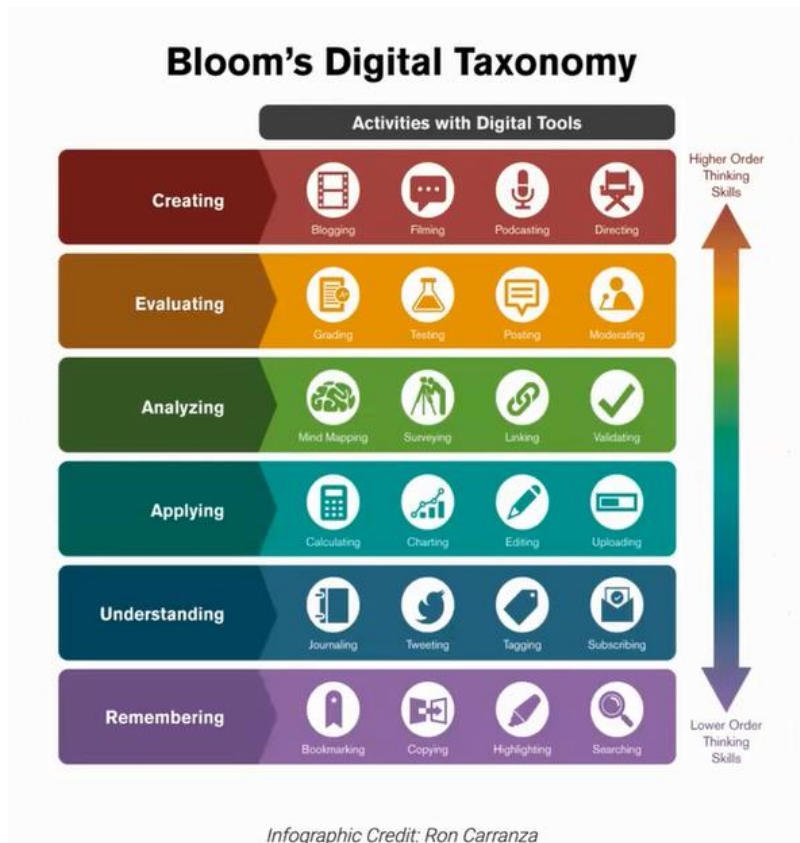 Bloom's Digital Taxonomy
Activities with Digital Tools
Higher Order
Thinking
Skills
Creating
Blogging
Filming
Podcasting
Directing
Evaluating
A+
Grading
Testing
Posting
Moderating
Analyzing
Mind Mapping
Surveying
Linking
Validating
Applying
Calculating
Charting
Editing
Uploading
Understanding
Journaling
Tweeting
Tagging
Subscribing
Remembering
Bookmarking
Copying
Highlighting
Searching
Lower Order
Thinking
Skills
Infographic Credit: Ron Carranza